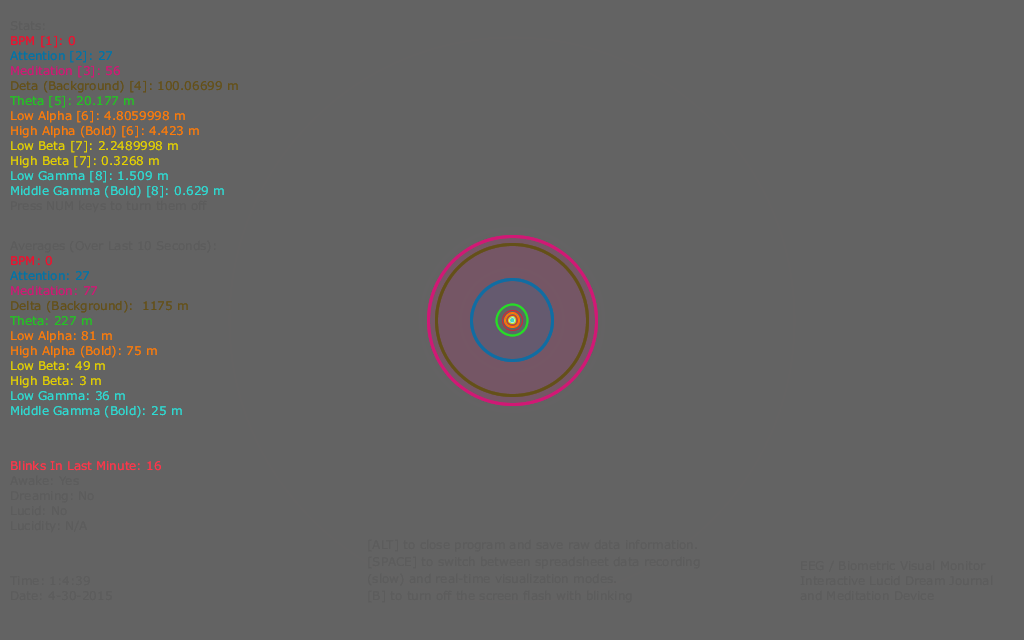 Stats:
BPM [1]: 0
Attention [2]: 27
Meditation [3]: 56
Deta (Background) [4]: 100.06699 m
Theta [5]: 20.177 m
Low Alpha [6]: 4.8059998 m
High Alpha (Bold) [6]: 4.423 m
Low Beta [7]: 2.2489998 m
High Beta [7]: 0.3268 m
Low Gamma [8]: 1.509 m
Middle Gamma (Bold) [8]: 0.629 m
Press NUM keys to turn them off
Averages (Over Last 10 Seconds):
BPM: 0
Attention: 27
Meditation: 77
Delta (Background): 1175 m
Theta: 227 m
Low Alpha: 81 m
High Alpha (Bold): 75 m
Low Beta: 49 m
High Beta: 3 m
Low Gamma: 36 m
Middle Gamma (Bold): 25 m
Blinks In Last Minute: 16
Awake: Yes
Dreaming: No
Lucid: No
Lucidity: N/A
Time: 1:4:39
Date: 4-30-2015
[ALT] to close program and save raw data information.
[SPACE] to switch between spreadsheet data recording
(slow) and real-time visualization modes.
[B] to turn off the screen flash with blinking.
EEG / Biometric Visual Monitor
Interactive Lucid Dream Journal
and Meditation Device